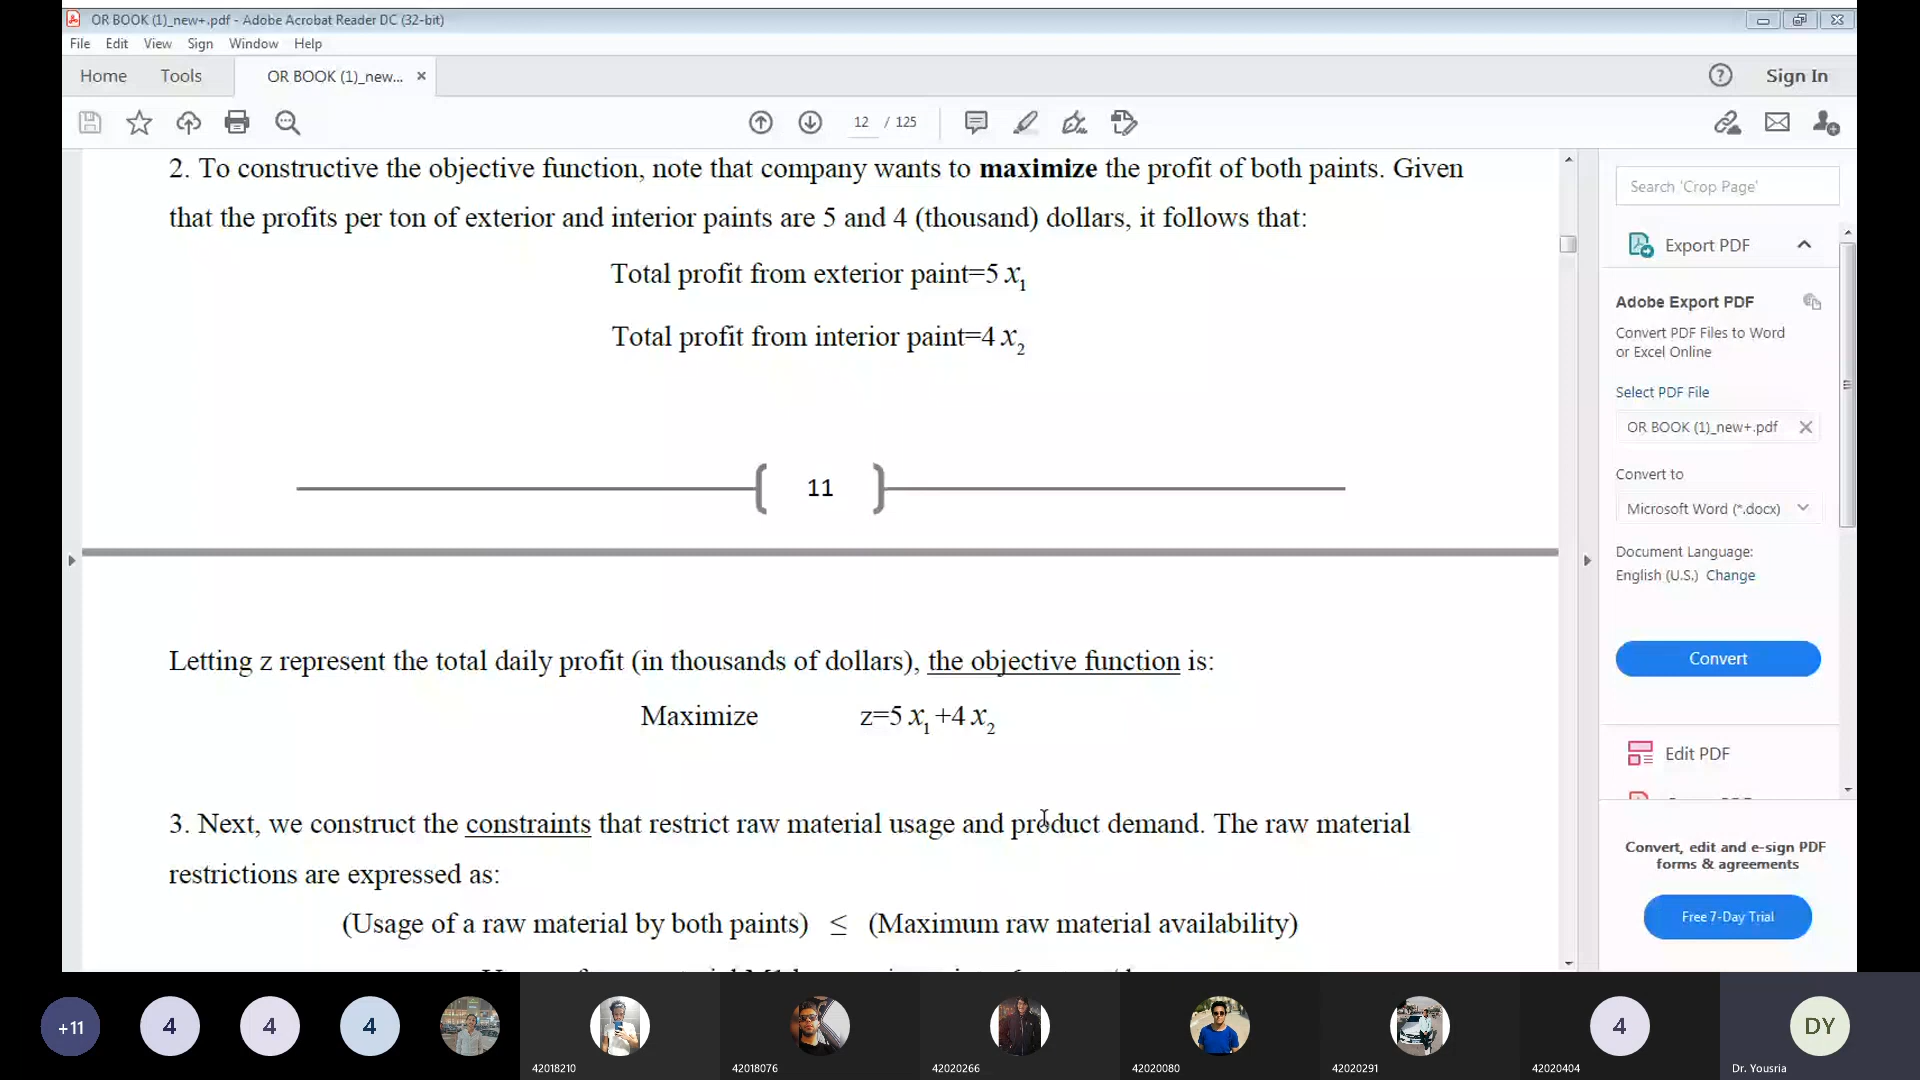 OR BOOK (1)_new+.pdf - Adobe Acrobat Reader DC (32-bit)
File Edit View Sign Window Help
Home Tools OR BOOK (1)_new... × Sign In
12 / 125
2. To constructive the objective function, note that company wants to maximize the profit of both paints. Given
that the profits per ton of exterior and interior paints are 5 and 4 (thousand) dollars, it follows that:
Total profit from exterior paint=5 x₁
Total profit from interior paint=4 x₂
11
Letting z represent the total daily profit (in thousands of dollars), the objective function is:
Maximize z=5 x₁+4 x₂
3. Next, we construct the constraints that restrict raw material usage and product demand. The raw material
restrictions are expressed as:
(Usage of a raw material by both paints) ≤ (Maximum raw material availability)
Search 'Crop Page'
Export PDF
Adobe Export PDF
Convert PDF Files to Word
or Excel Online
Select PDF File
OR BOOK (1)_new+.pdf
Convert to
Microsoft Word (*.docx)
Document Language:
English (U.S.) Change
Convert
Edit PDF
Convert, edit and e-sign PDF
forms & agreements
Free 7-Day Trial
+11 4 4 4 4 DY
42018210 42018076 42020266 42020080 42020291 42020404 Dr. Yousria